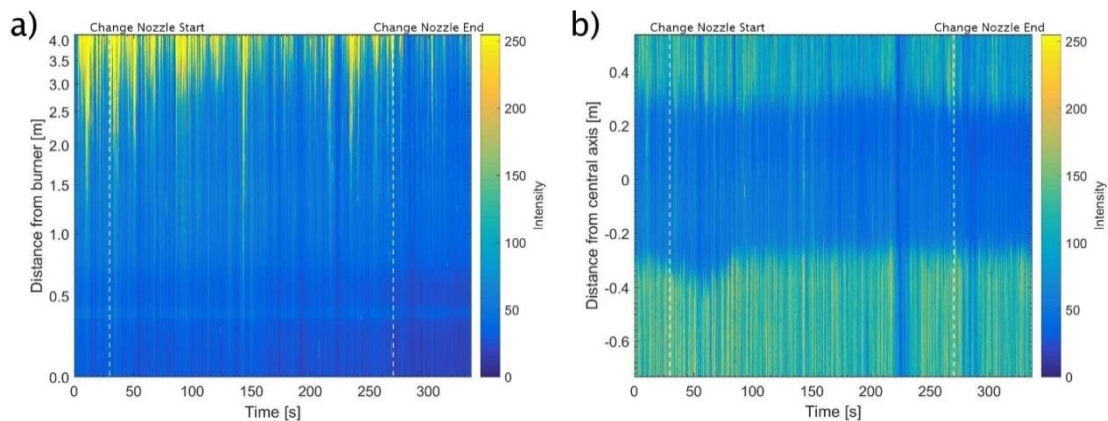 a)
Change Nozzle Start
Change Nozzle End
4.0
3.5
3.0
2.5
2.0
1.5
1.0
0.5
0.0
Distance from burner [m]
0 50 100 150 200 250 300
Time [s]
250
200
150
100
50
0
Intensity
b)
Change Nozzle Start
Change Nozzle End
0.4
0.2
0
-0.2
-0.4
-0.6
Distance from central axis [m]
0 50 100 150 200 250 300
Time [s]
250
200
150
100
50
0
Intensity